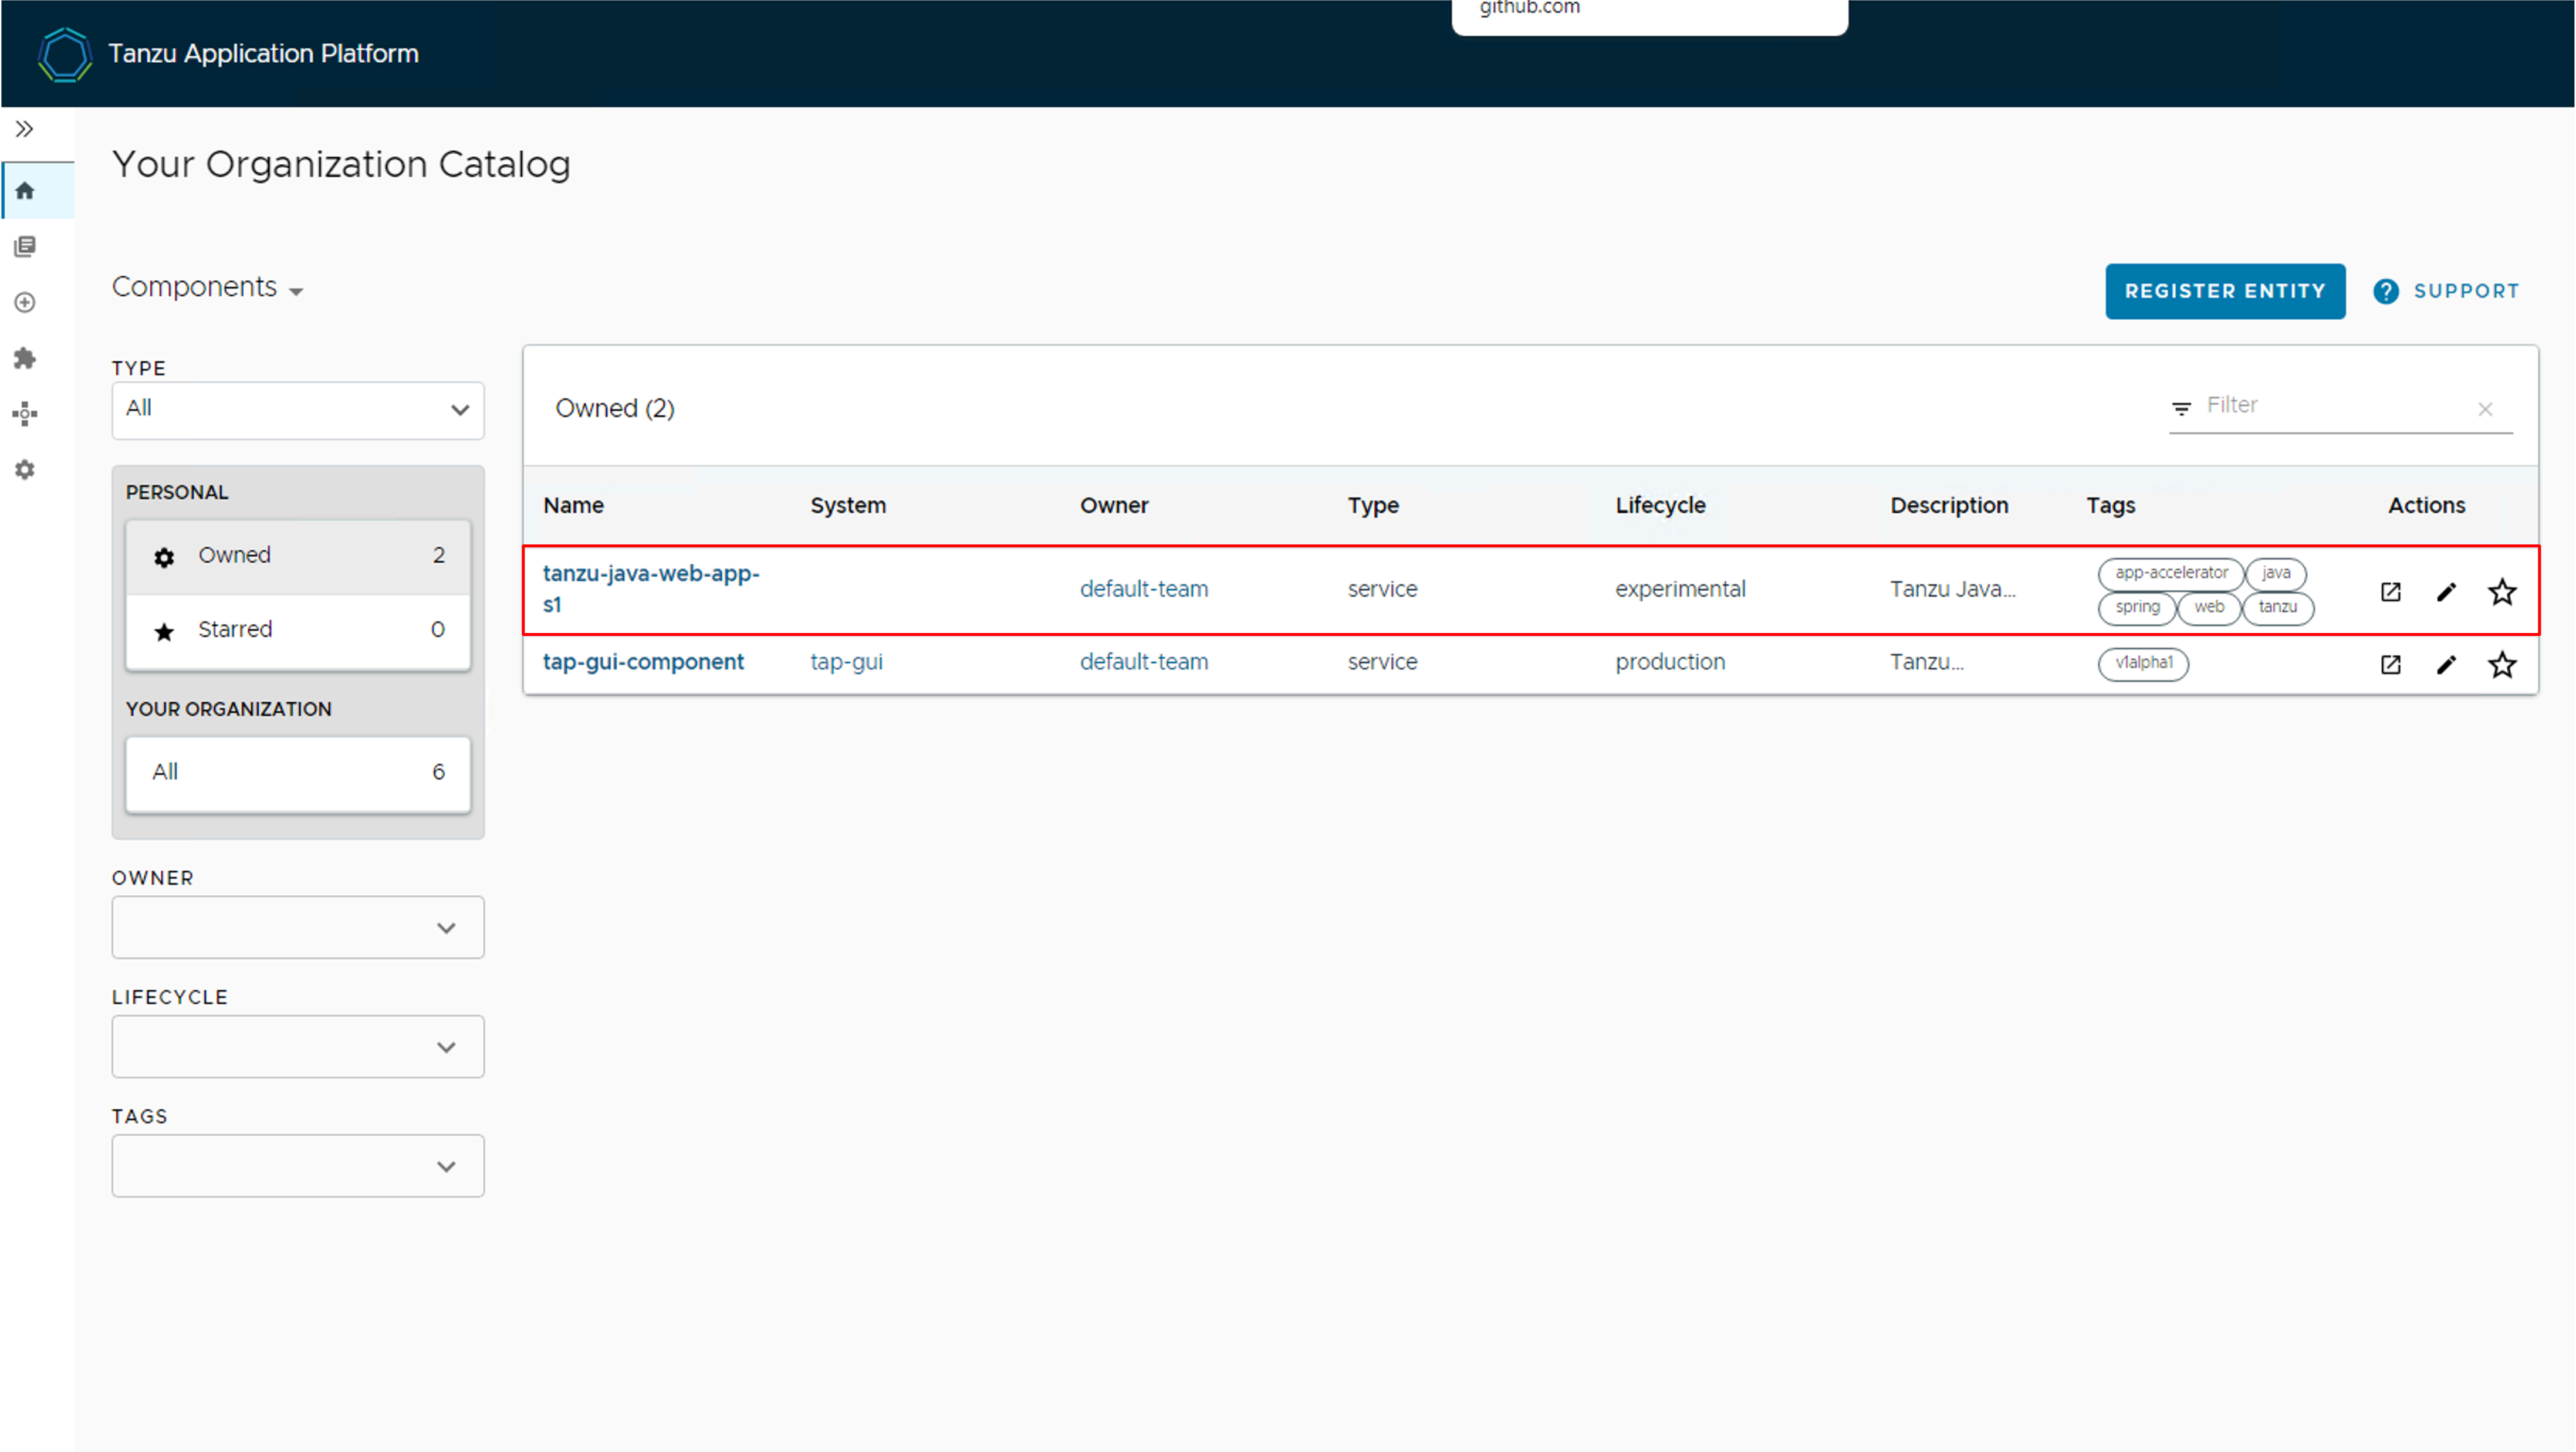 github.com
Tanzu Application Platform
Your Organization Catalog
Components
REGISTER ENTITY
SUPPORT
TYPE
All
PERSONAL
Owned 2
Starred 0
YOUR ORGANIZATION
All 6
OWNER
LIFECYCLE
TAGS
Owned (2)
Filter
Name System Owner Type Lifecycle Description Tags Actions
tanzu-java-web-app-
s1
default-team service experimental Tanzu Java...
app-accelerator java
spring web tanzu
tap-gui-component tap-gui default-team service production Tanzu... v1alpha1